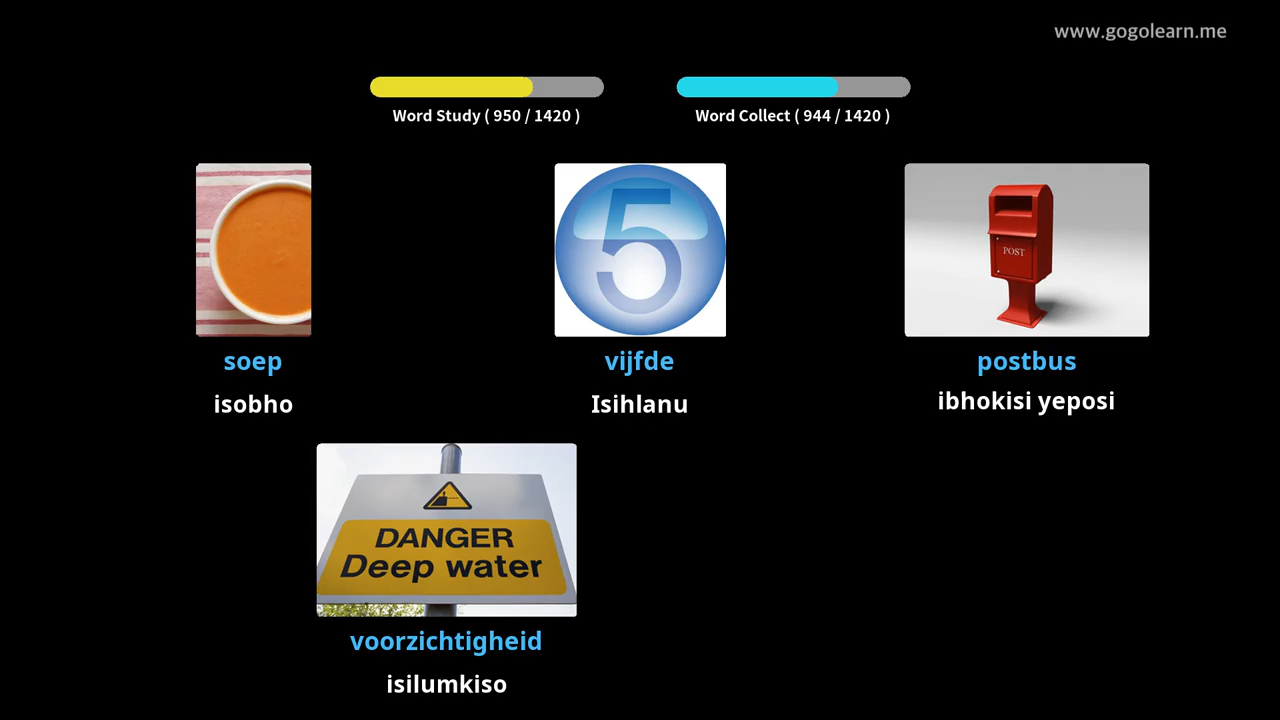 www.gogolearn.me
Word Study ( 950 / 1420 )
Word Collect ( 944 / 1420 )
5
POST
soep
vijfde
postbus
isobho
Isihlanu
ibhokisi yeposi
DANGER
Deep water
voorzichtigheid
isilumkiso